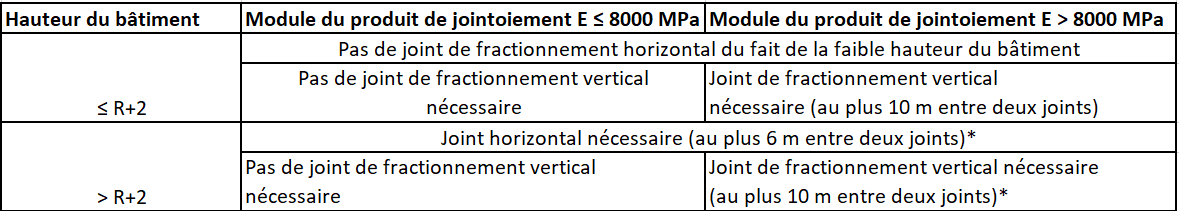 Hauteur du bâtiment Module du produit de jointoiement E ≤ 8000 MPa Module du produit de jointoiement E > 8000 MPa
Pas de joint de fractionnement horizontal du fait de la faible hauteur du bâtiment
≤ R+2
Pas de joint de fractionnement vertical
nécessaire
Joint de fractionnement vertical
nécessaire (au plus 10 m entre deux joints)
Joint horizontal nécessaire (au plus 6 m entre deux joints)*
> R+2
Pas de joint de fractionnement vertical
nécessaire
Joint de fractionnement vertical nécessaire
(au plus 10 m entre deux joints)*